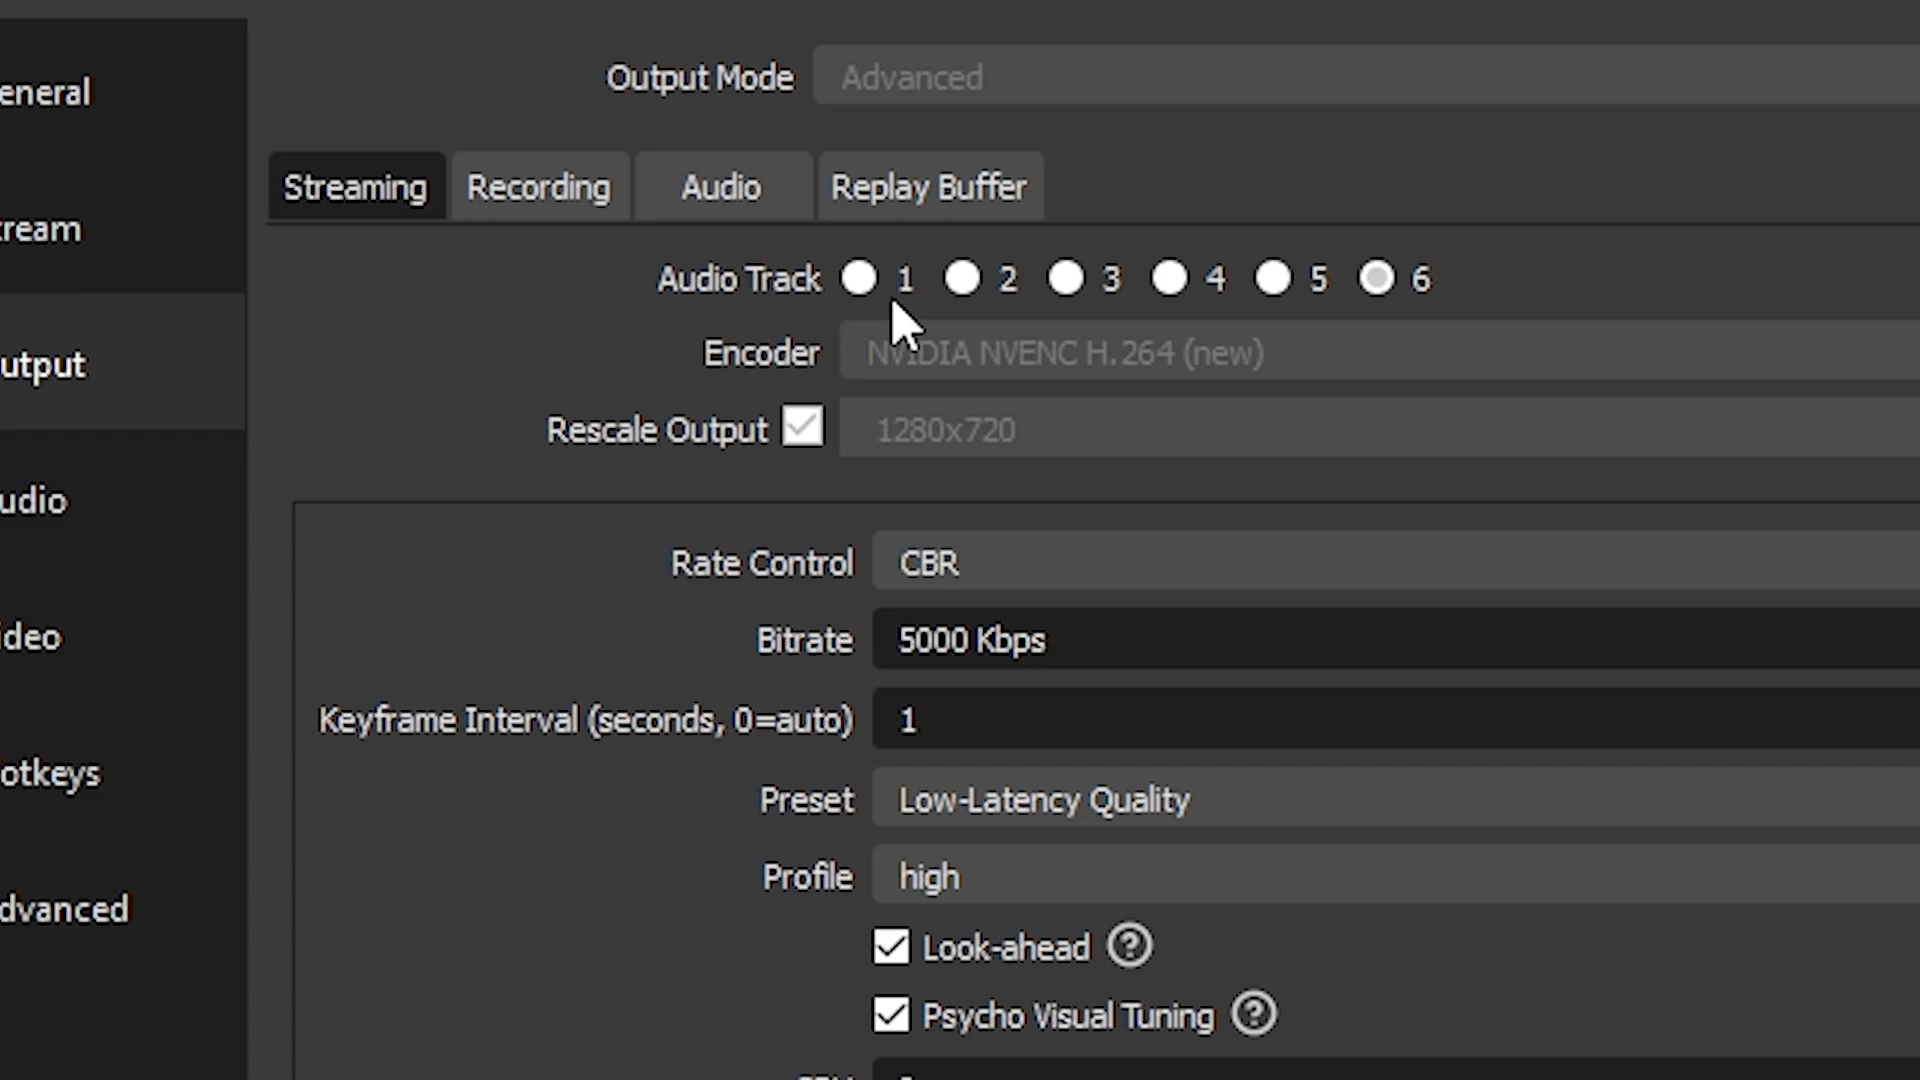 Output Mode Advanced
eneral
Streaming Recording Audio Replay Buffer
tream
Audio Track 1 2 3 4 5 6
Encoder NVIDIA NVENC H.264 (new)
utput
Rescale Output 1280x720
udio
Rate Control CBR
Bitrate 5000 Kbps
ideo
Keyframe Interval (seconds, 0=auto) 1
otkeys
Preset Low-Latency Quality
Profile high
dvanced
Look-ahead ?
Psycho Visual Tuning ?